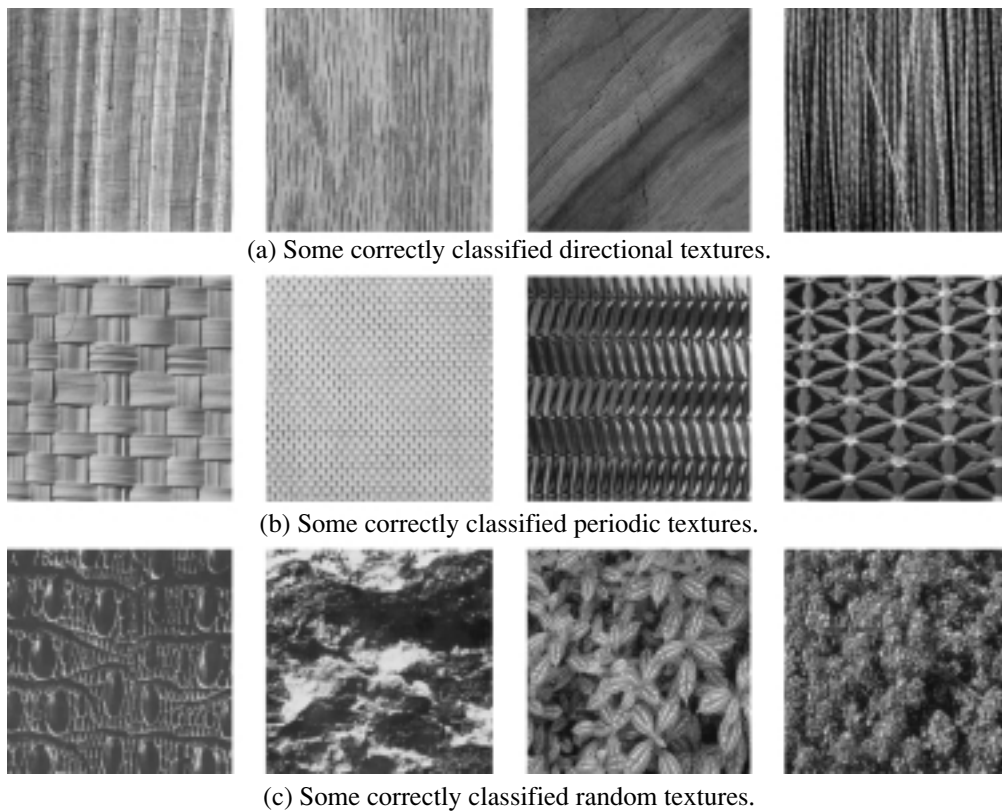 (a) Some correctly classified directional textures.
(b) Some correctly classified periodic textures.
(c) Some correctly classified random textures.